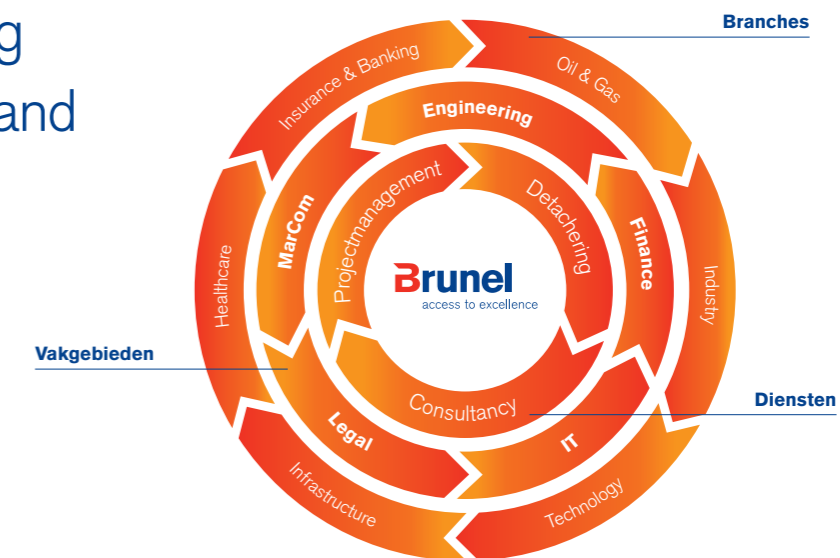 g
and
Branches
Insurance & Banking
Oil & Gas
Engineering
Projectmanagement
Detachering
MarCom
Finance
Healthcare
Industry
Brunel
access to excellence
Vakgebieden
Diensten
Consultancy
Legal
IT
Infrastructure
Technology